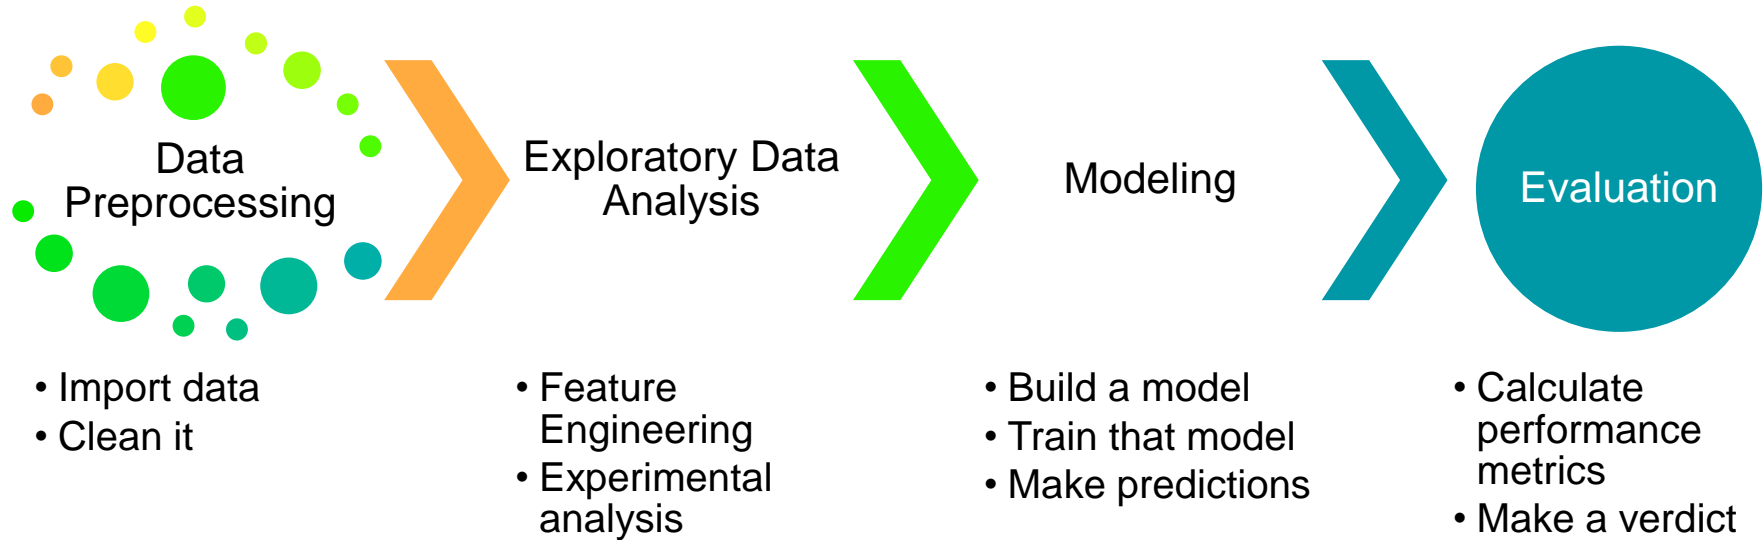 Data
Preprocessing
Exploratory Data
Analysis
Modeling
Evaluation
• Import data
• Clean it
• Feature
Engineering
• Experimental
analysis
• Build a model
• Train that model
• Make predictions
• Calculate
performance
metrics
• Make a verdict